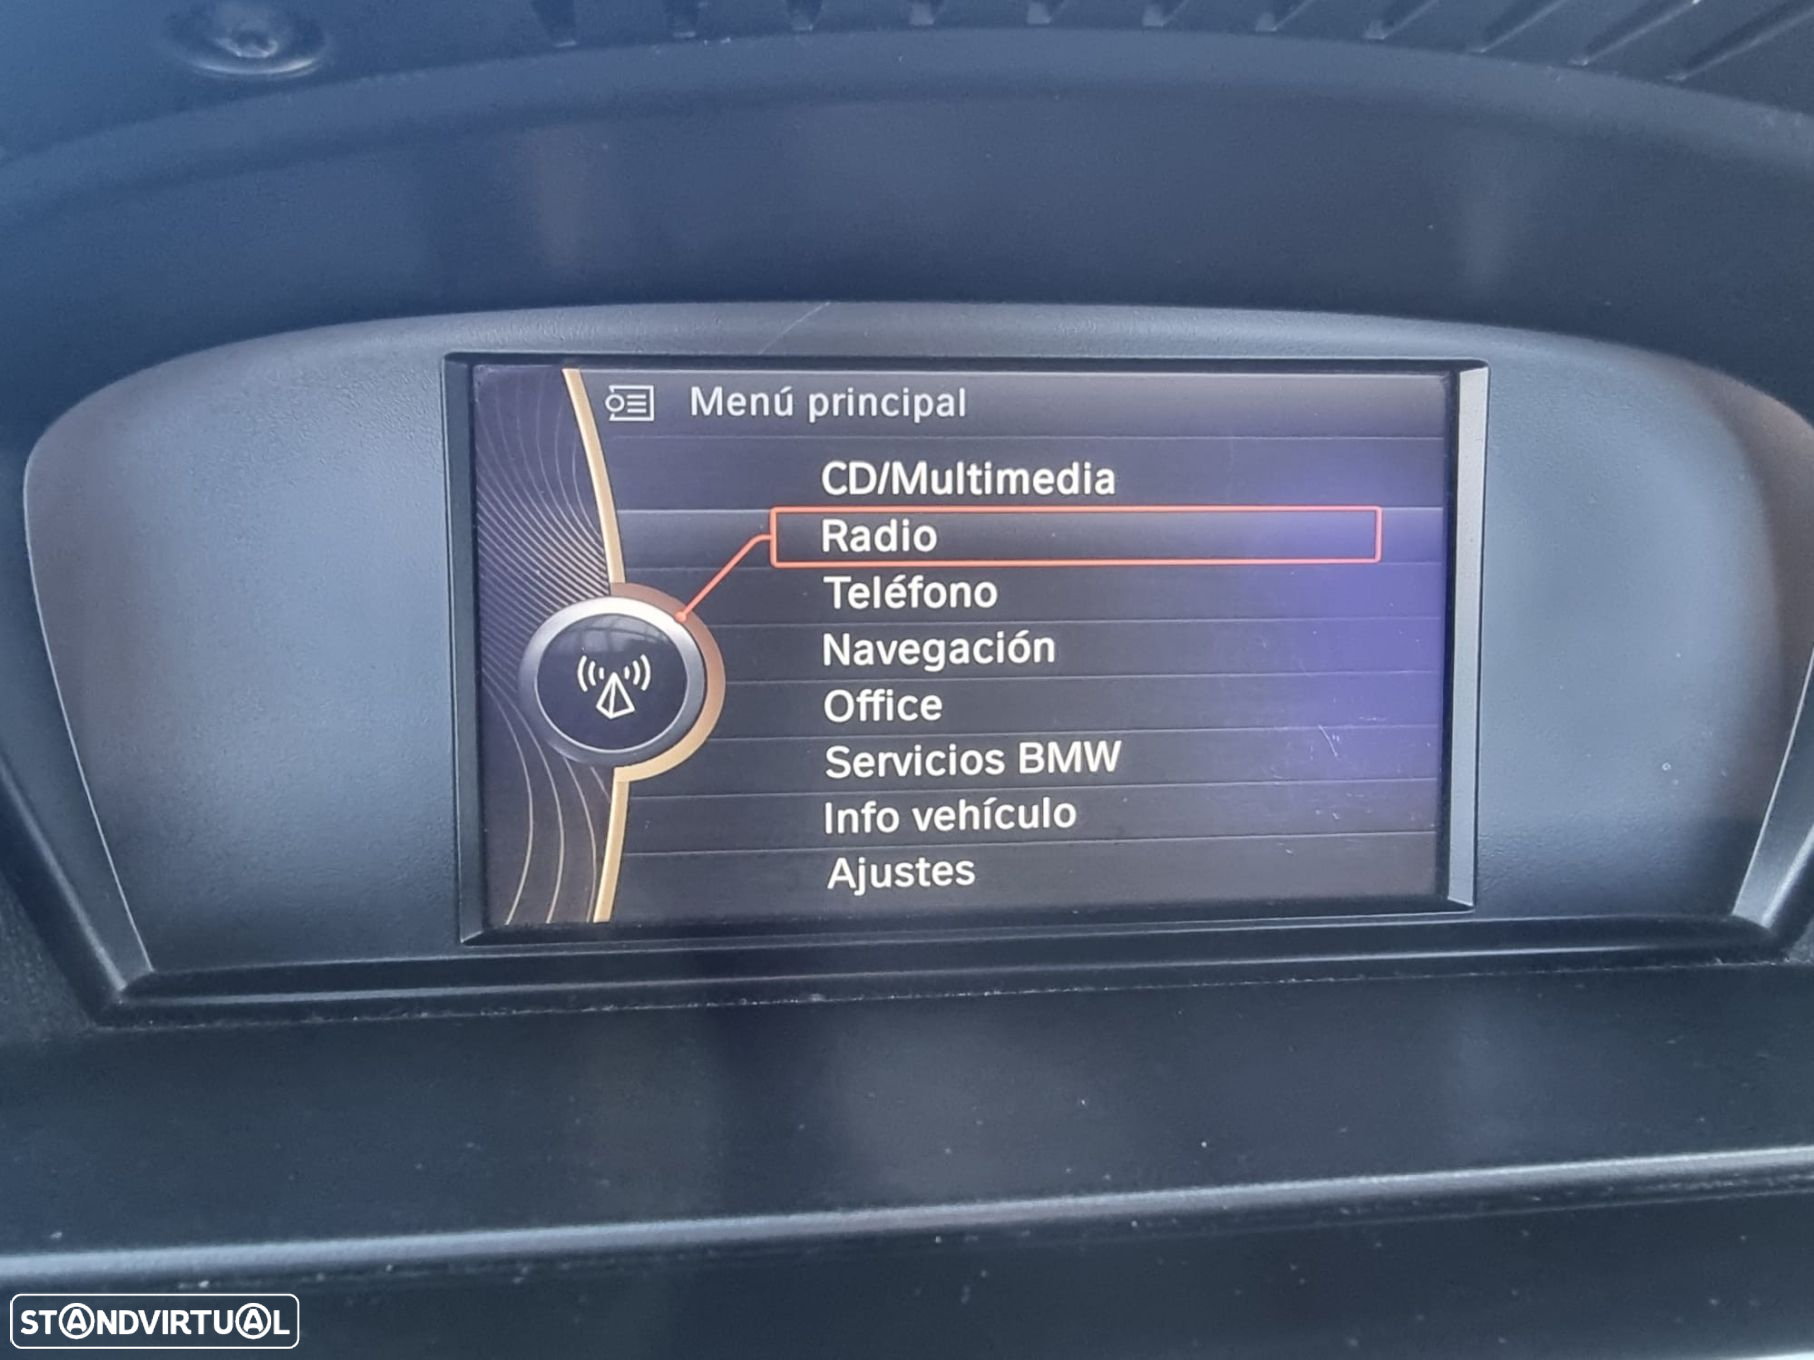 Menú principal
CD/Multimedia
Radio
Teléfono
Navegación
Office
Servicios BMW
Info vehículo
Ajustes
STANDVIRTUAL